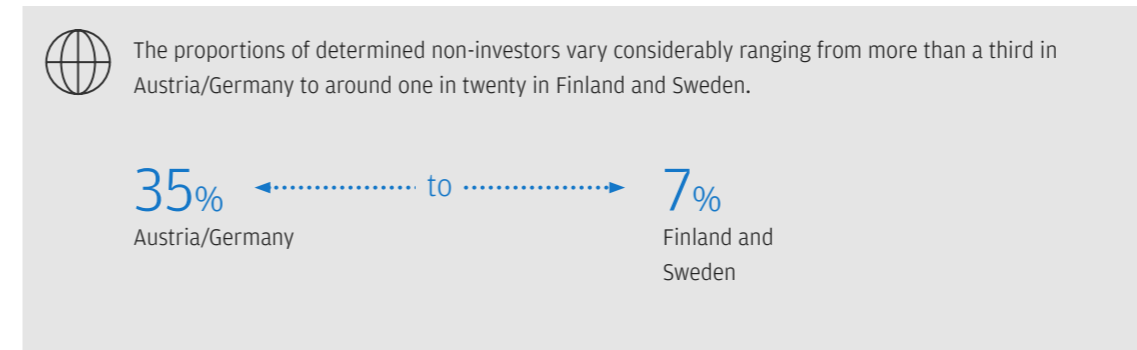 The proportions of determined non-investors vary considerably ranging from more than a third in
Austria/Germany to around one in twenty in Finland and Sweden.
35% to 7%
Austria/Germany
Finland and
Sweden